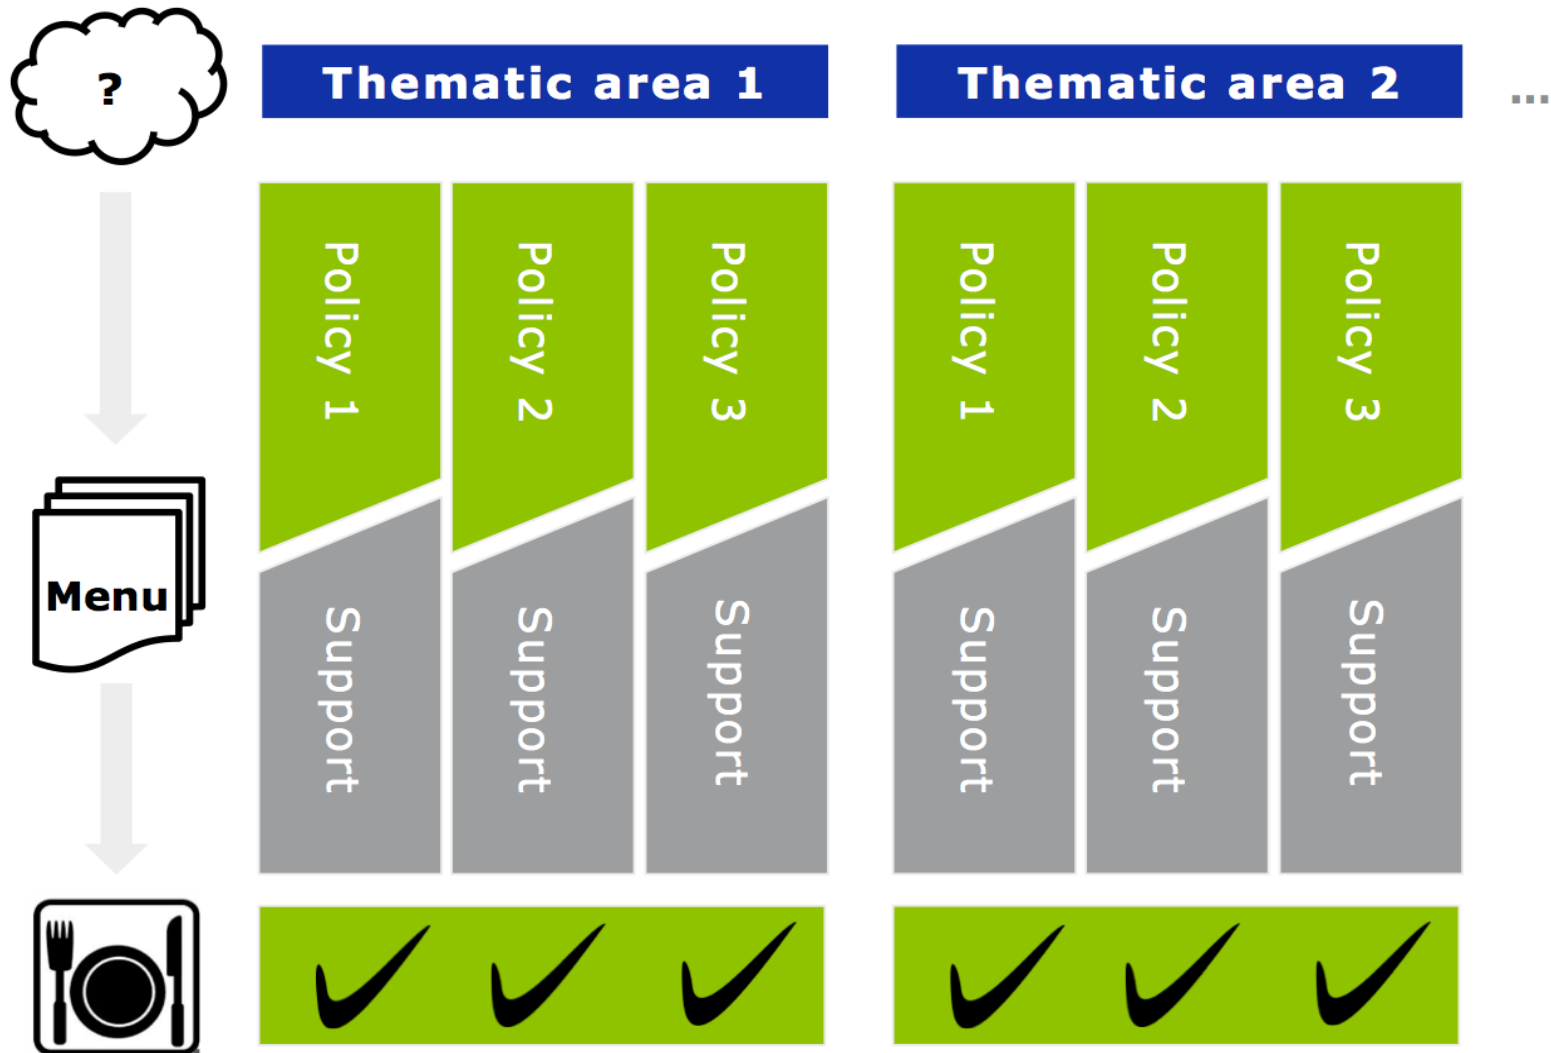 ?
Thematic area 1
Thematic area 2
...
Policy 1
Policy 2
Policy 3
Policy 1
Policy 2
Policy 3
Menu
Support
Support
Support
Support
Support
Support